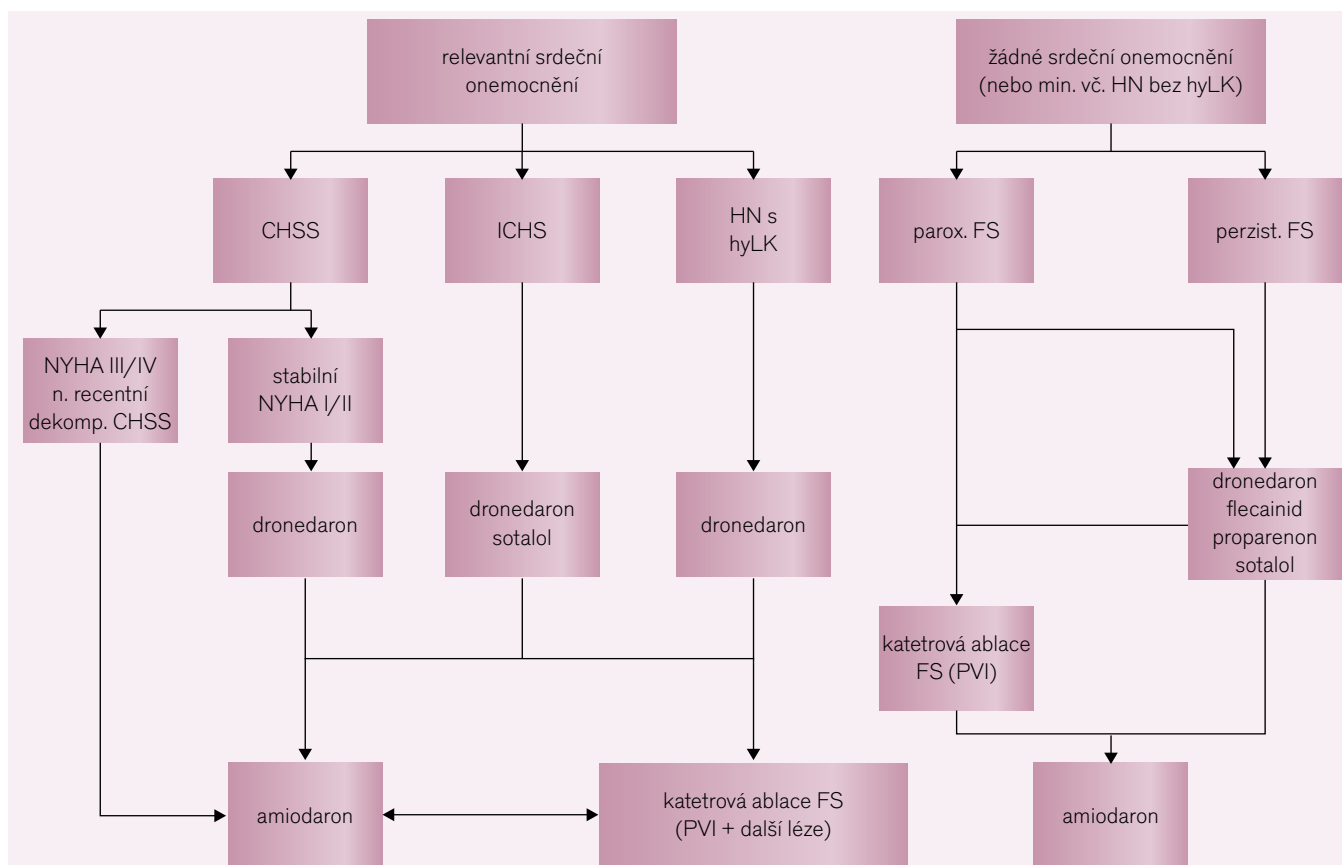 relevantní srdeční
onemocnění
žádné srdeční onemocnění
(nebo min. vč. HN bez hyLK)
CHSS
ICHS
HN s
hyLK
parox. FS
perzist. FS
NYHA III/IV
n. recentní
dekomp. CHSS
stabilní
NYHA I/II
dronedaron
dronedaron
sotalol
dronedaron
dronedaron
flecainid
proparenon
sotalol
katetrová ablace
FS (PVI)
amiodaron
katetrová ablace FS
(PVI + další léze)
amiodaron